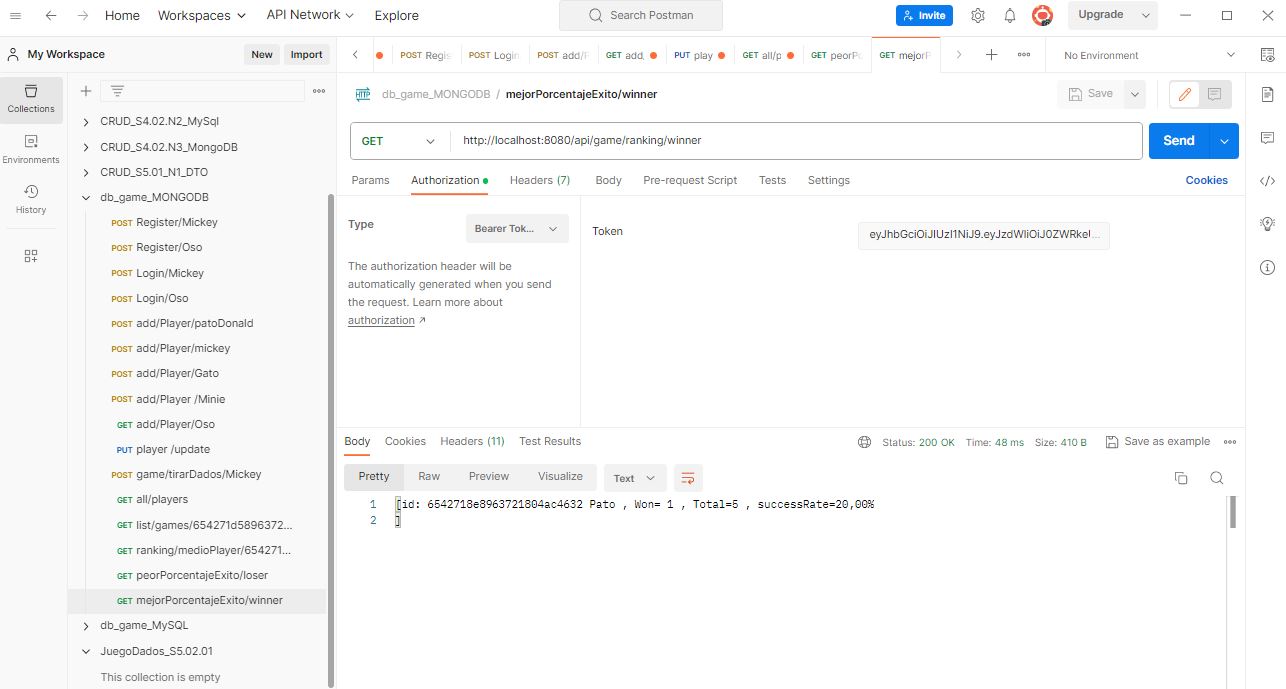 Home Workspaces API Network Explore Search Postman Invite Upgrade
My Workspace New Import
POST Regis POST Login POST add/P GET add PUT play GET all/p GET peorPo GET mejorP No Environment
Collections
Environments
History
CRUD_S4.02.N2_MySql
CRUD_S4.02.N3_MongoDB
CRUD_S5.01_N1_DTO
db_game_MONGODB
POST Register/Mickey
POST Register/Oso
POST Login/Mickey
POST Login/Oso
POST add/Player/patoDonald
POST add/Player/mickey
POST add/Player/Gato
POST add/Player /Minie
GET add/Player/Oso
PUT player /update
POST game/tirarDados/Mickey
GET all/players
GET list/games/654271d5896372...
GET ranking/medioPlayer/654271...
GET peorPorcentajeExito/loser
GET mejorPorcentajeExito/winner
db_game_MySQL
JuegoDados_S5.02.01
This collection is empty
HTTP db_game_MONGODB / mejorPorcentajeExito/winner Save
GET http://localhost:8080/api/game/ranking/winner Send
Params Authorization Headers (7) Body Pre-request Script Tests Settings Cookies
Type Bearer Tok...
The authorization header will be
automatically generated when you send
the request. Learn more about
authorization ↗
Token
Body Cookies Headers (11) Test Results Status: 200 OK Time: 48 ms Size: 410 B Save as example
Pretty Raw Preview Visualize Text
1 [id: 6542718e8963721804ac4632 Pato , Won= 1 , Total=5 , successRate=20,00%
2 ]